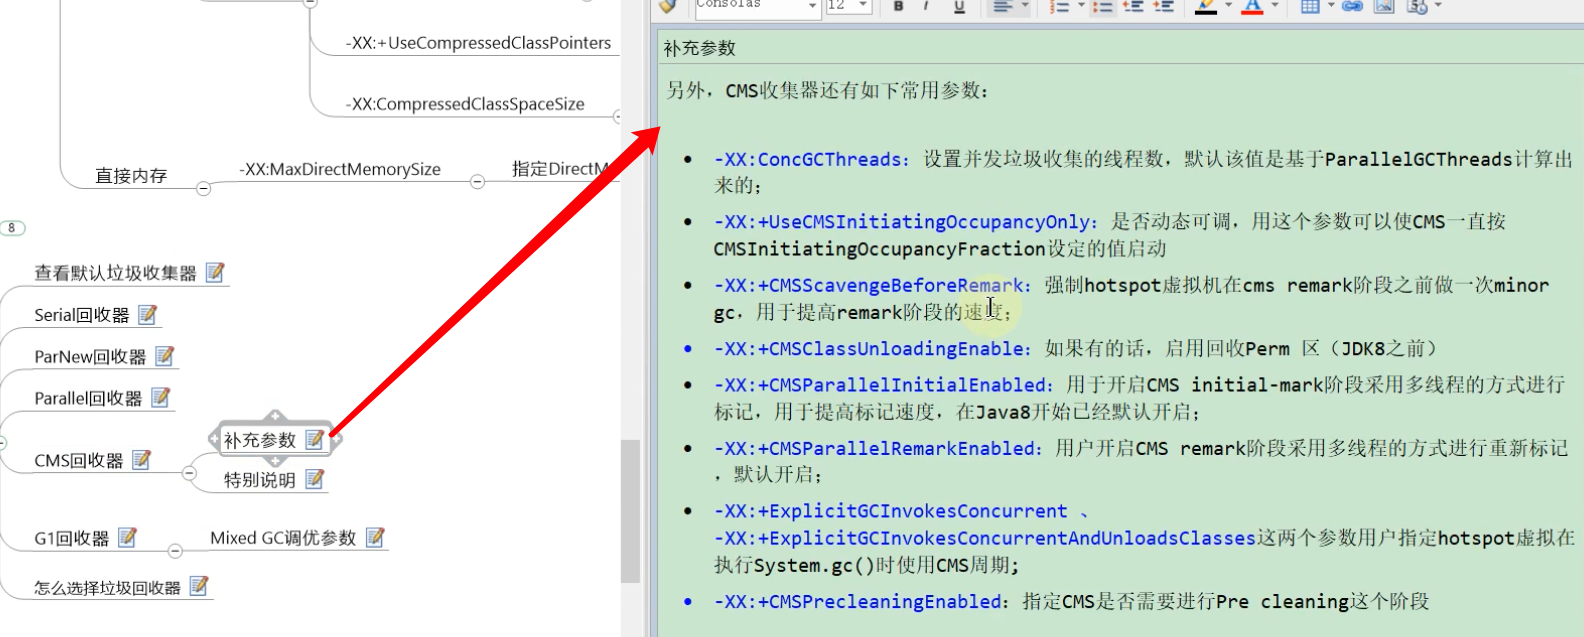 -XX:+UseCompressedClassPointers
-XX:CompressedClassSpaceSize
直接内存
-XX:MaxDirectMemorySize
指定DirectM
8
查看默认垃圾收集器
Serial回收器
ParNew回收器
Parallel回收器
CMS回收器
补充参数
特别说明
G1回收器
Mixed GC调优参数
怎么选择垃圾回收器
Consolas
12
B
I
U
A
补充参数
另外，CMS收集器还有如下常用参数：
-XX:ConcGCThreads：设置并发垃圾收集的线程数，默认该值是基于ParallelGCThreads计算出
来的；
-XX:+UseCMSInitiatingOccupancyOnly：是否动态可调，用这个参数可以使CMS一直按
CMSInitiatingOccupancyFraction设定的值启动
-XX:+CMSScavengeBeforeRemark：强制hotspot虚拟机在cms remark阶段之前做一次minor
gc，用于提高remark阶段的速度；
-XX:+CMSClassUnloadingEnable：如果有的话，启用回收Perm 区（JDK8之前）
-XX:+CMSParallelInitialEnabled：用于开启CMS initial-mark阶段采用多线程的方式进行
标记，用于提高标记速度，在Java8开始已经默认开启；
-XX:+CMSParallelRemarkEnabled：用户开启CMS remark阶段采用多线程的方式进行重新标记
，默认开启；
-XX:+ExplicitGCInvokesConcurrent 、
-XX:+ExplicitGCInvokesConcurrentAndUnloadsClasses这两个参数用户指定hotspot虚拟在
执行System.gc()时使用CMS周期；
-XX:+CMSPrecleaningEnabled：指定CMS是否需要进行Pre cleaning这个阶段